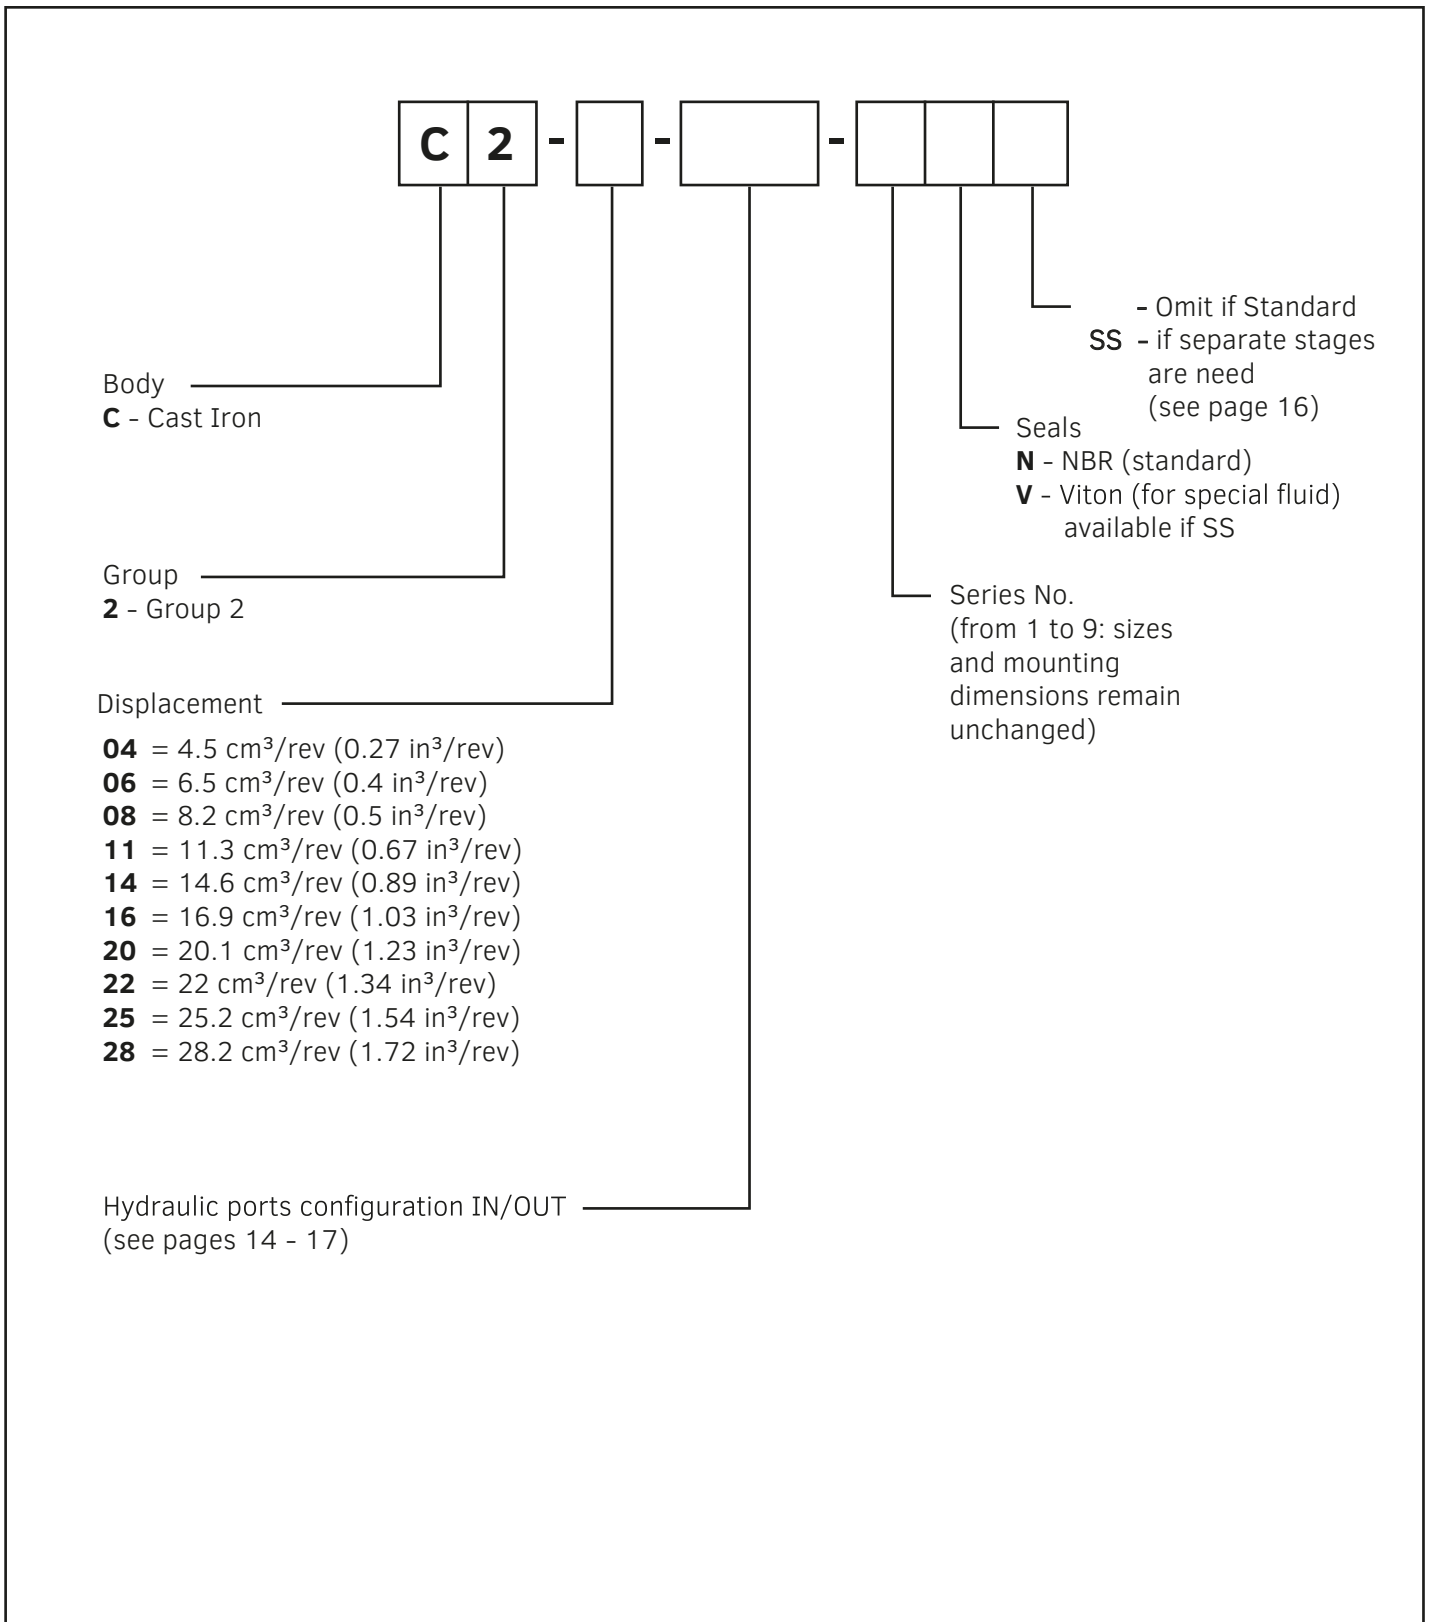 C 2 - - -
- Omit if Standard
SS - if separate stages
are need
(see page 16)
Body
C - Cast Iron
Seals
N - NBR (standard)
V - Viton (for special fluid)
available if SS
Group
2 - Group 2
Series No.
(from 1 to 9: sizes
and mounting
dimensions remain
unchanged)
Displacement
04 = 4.5 cm³/rev (0.27 in³/rev)
06 = 6.5 cm³/rev (0.4 in³/rev)
08 = 8.2 cm³/rev (0.5 in³/rev)
11 = 11.3 cm³/rev (0.67 in³/rev)
14 = 14.6 cm³/rev (0.89 in³/rev)
16 = 16.9 cm³/rev (1.03 in³/rev)
20 = 20.1 cm³/rev (1.23 in³/rev)
22 = 22 cm³/rev (1.34 in³/rev)
25 = 25.2 cm³/rev (1.54 in³/rev)
28 = 28.2 cm³/rev (1.72 in³/rev)
Hydraulic ports configuration IN/OUT
(see pages 14 - 17)